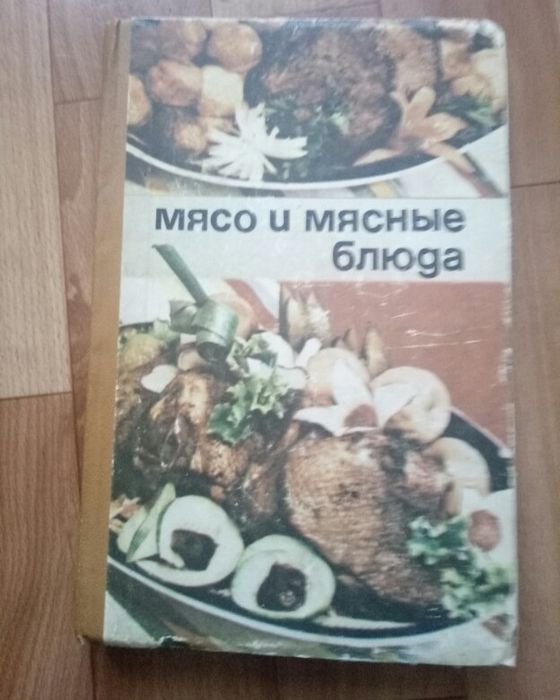 мясо и мясные
блюда